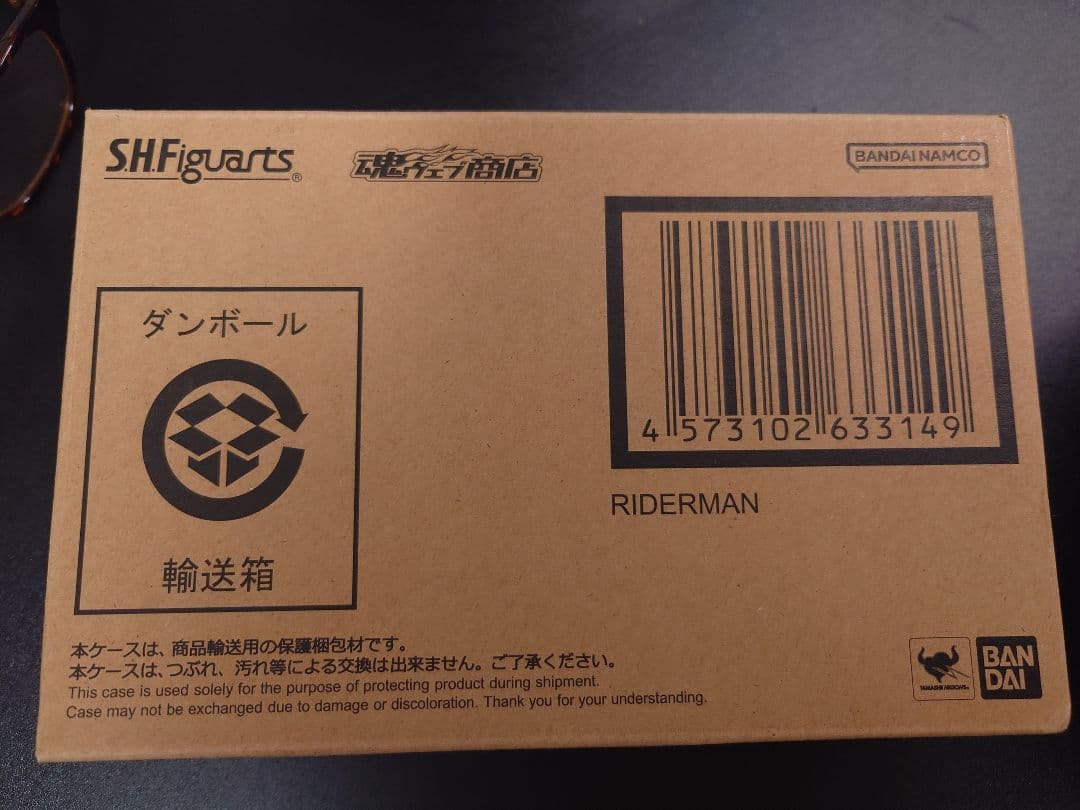 S.H.Figuarts®
魂ウェブ商店
BANDAI NAMCO
ダンボール
輸送箱
4 573102 633149
RIDERMAN
本ケースは、商品輸送用の保護梱包材です。
本ケースは、つぶれ、汚れ等による交換は出来ません。ご了承ください。
This case is used solely for the purpose of protecting product during shipment.
Case may not be exchanged due to damage or discoloration. Thank you for your understanding.
TAMASHII NATIONS
BAN
DAI